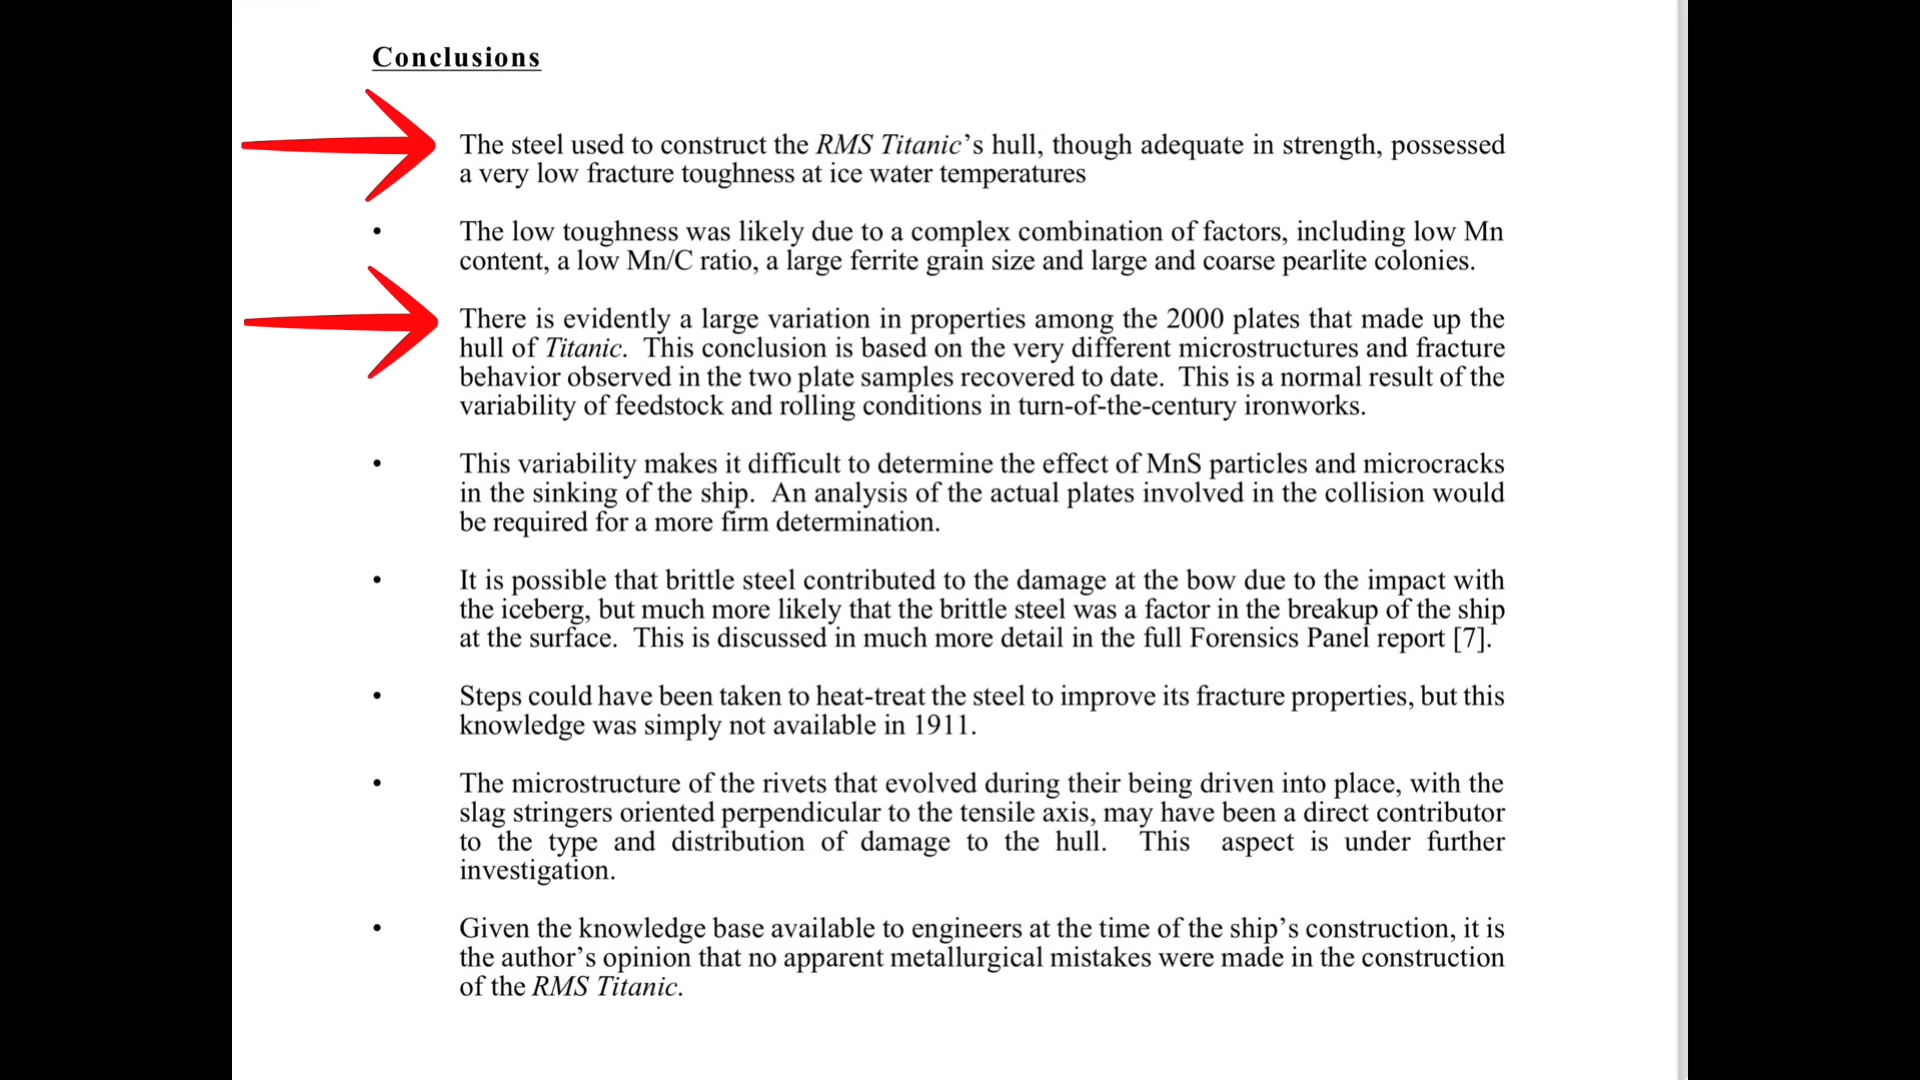 Conclusions
The steel used to construct the RMS Titanic’s hull, though adequate in strength, possessed
a very low fracture toughness at ice water temperatures
• The low toughness was likely due to a complex combination of factors, including low Mn
content, a low Mn/C ratio, a large ferrite grain size and large and coarse pearlite colonies.
There is evidently a large variation in properties among the 2000 plates that made up the
hull of Titanic. This conclusion is based on the very different microstructures and fracture
behavior observed in the two plate samples recovered to date. This is a normal result of the
variability of feedstock and rolling conditions in turn-of-the-century ironworks.
• This variability makes it difficult to determine the effect of MnS particles and microcracks
in the sinking of the ship. An analysis of the actual plates involved in the collision would
be required for a more firm determination.
• It is possible that brittle steel contributed to the damage at the bow due to the impact with
the iceberg, but much more likely that the brittle steel was a factor in the breakup of the ship
at the surface. This is discussed in much more detail in the full Forensics Panel report [7].
• Steps could have been taken to heat-treat the steel to improve its fracture properties, but this
knowledge was simply not available in 1911.
• The microstructure of the rivets that evolved during their being driven into place, with the
slag stringers oriented perpendicular to the tensile axis, may have been a direct contributor
to the type and distribution of damage to the hull. This aspect is under further
investigation.
• Given the knowledge base available to engineers at the time of the ship’s construction, it is
the author’s opinion that no apparent metallurgical mistakes were made in the construction
of the RMS Titanic.